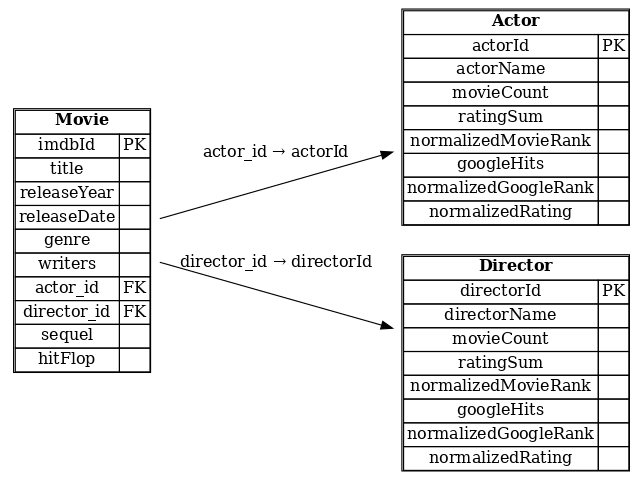 Movie
imdbId PK
title
releaseYear
releaseDate
genre
writers
actor_id FK
director_id FK
sequel
hitFlop
actor_id → actorId
director_id → directorId
Actor
actorId PK
actorName
movieCount
ratingSum
normalizedMovieRank
googleHits
normalizedGoogleRank
normalizedRating
Director
directorId PK
directorName
movieCount
ratingSum
normalizedMovieRank
googleHits
normalizedGoogleRank
normalizedRating